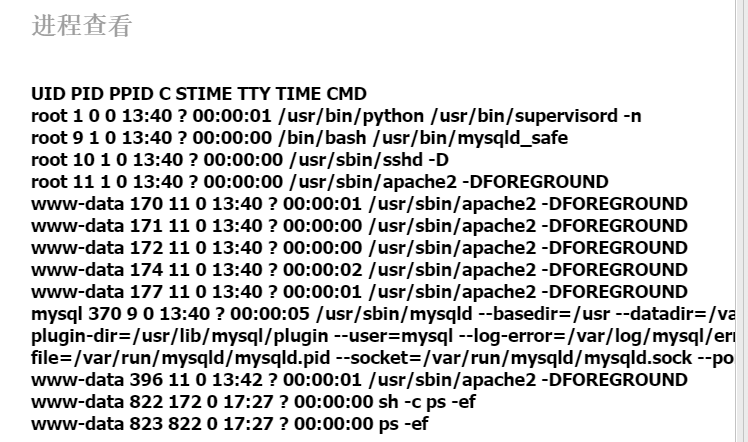 进程查看
UID PID PPID C STIME TTY TIME CMD
root 1 0 0 13:40 ? 00:00:01 /usr/bin/python /usr/bin/supervisord -n
root 9 1 0 13:40 ? 00:00:00 /bin/bash /usr/bin/mysqld_safe
root 10 1 0 13:40 ? 00:00:00 /usr/sbin/sshd -D
root 11 1 0 13:40 ? 00:00:00 /usr/sbin/apache2 -DFOREGROUND
www-data 170 11 0 13:40 ? 00:00:01 /usr/sbin/apache2 -DFOREGROUND
www-data 171 11 0 13:40 ? 00:00:00 /usr/sbin/apache2 -DFOREGROUND
www-data 172 11 0 13:40 ? 00:00:00 /usr/sbin/apache2 -DFOREGROUND
www-data 174 11 0 13:40 ? 00:00:02 /usr/sbin/apache2 -DFOREGROUND
www-data 177 11 0 13:40 ? 00:00:01 /usr/sbin/apache2 -DFOREGROUND
mysql 370 9 0 13:40 ? 00:00:05 /usr/sbin/mysqld --basedir=/usr --datadir=/va
plugin-dir=/usr/lib/mysql/plugin --user=mysql --log-error=/var/log/mysql/err
file=/var/run/mysqld/mysqld.pid --socket=/var/run/mysqld/mysqld.sock --po
www-data 396 11 0 13:42 ? 00:00:01 /usr/sbin/apache2 -DFOREGROUND
www-data 822 172 0 17:27 ? 00:00:00 sh -c ps -ef
www-data 823 822 0 17:27 ? 00:00:00 ps -ef